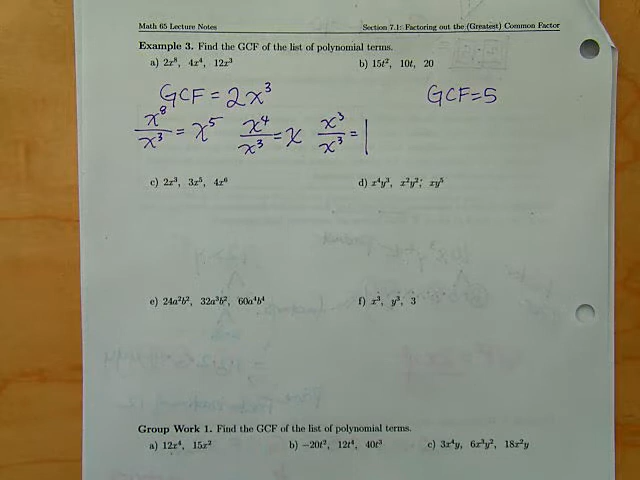 Math 65 Lecture Notes Section 7.1: Factoring out the (Greatest) Common Factor
Example 3. Find the GCF of the list of polynomial terms.
a) 2x⁸, 4x⁴, 12x³ b) 15t², 10t, 20
GCF = 2x³ GCF=5
x⁸/x³ = x⁵ x⁴/x³ = x x³/x³ = 1
c) 2x³, 3x⁵, 4x⁶ d) x⁴y³, x²y², xy⁵
e) 24a²b², 32a³b², 60a⁴b⁴ f) x³, y³, 3
Group Work 1. Find the GCF of the list of polynomial terms.
a) 12x⁴, 15x² b) −20t², 12t⁴, 40t³ c) 3x⁴y, 6x³y², 18x²y